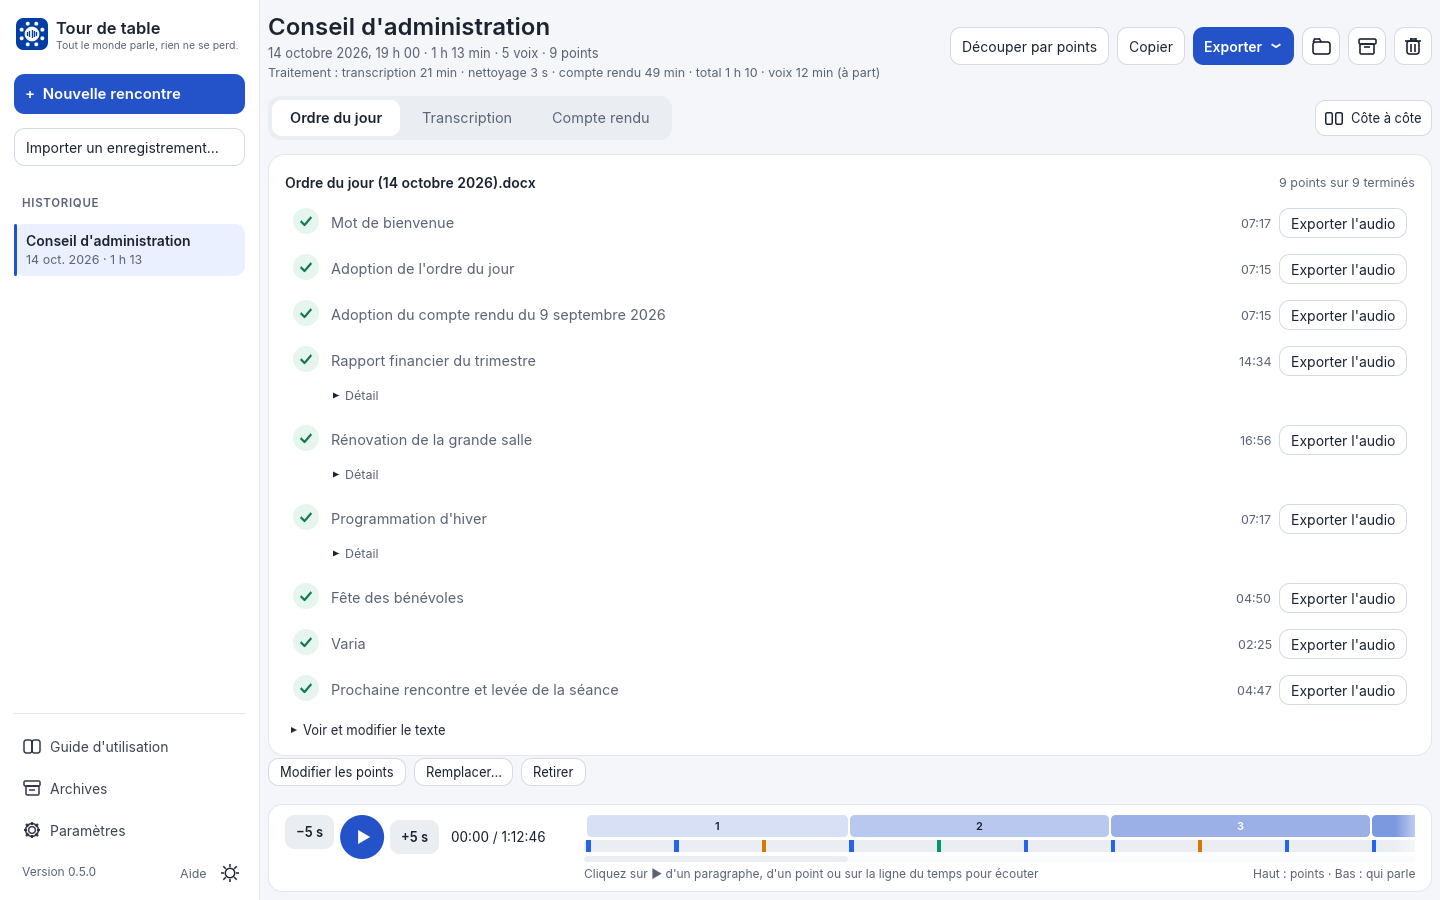 Tour de table
Tout le monde parle, rien ne se perd.
+ Nouvelle rencontre
Importer un enregistrement…
HISTORIQUE
Conseil d'administration
14 oct. 2026 · 1 h 13
Guide d'utilisation
Archives
Paramètres
Version 0.5.0
Aide
Conseil d'administration
14 octobre 2026, 19 h 00 · 1 h 13 min · 5 voix · 9 points
Traitement : transcription 21 min · nettoyage 3 s · compte rendu 49 min · total 1 h 10 · voix 12 min (à part)
Découper par points
Copier
Exporter
Ordre du jour
Transcription
Compte rendu
Côte à côte
Ordre du jour (14 octobre 2026).docx
9 points sur 9 terminés
Mot de bienvenue 07:17 Exporter l'audio
Adoption de l'ordre du jour 07:15 Exporter l'audio
Adoption du compte rendu du 9 septembre 2026 07:15 Exporter l'audio
Rapport financier du trimestre 14:34 Exporter l'audio
▸ Détail
Rénovation de la grande salle 16:56 Exporter l'audio
▸ Détail
Programmation d'hiver 07:17 Exporter l'audio
▸ Détail
Fête des bénévoles 04:50 Exporter l'audio
Varia 02:25 Exporter l'audio
Prochaine rencontre et levée de la séance 04:47 Exporter l'audio
▸ Voir et modifier le texte
Modifier les points
Remplacer…
Retirer
−5 s
+5 s
00:00 / 1:12:46
1 2 3
Cliquez sur ▶ d'un paragraphe, d'un point ou sur la ligne du temps pour écouter
Haut : points · Bas : qui parle